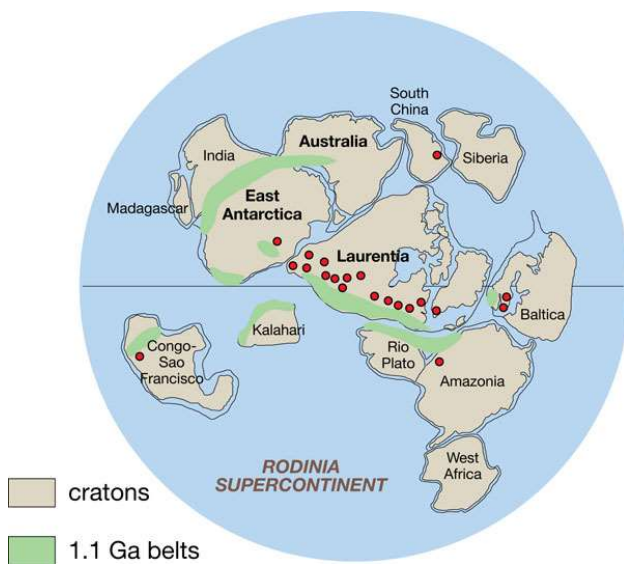 South
China
Australia
Siberia
India
Madagascar
East
Antarctica
Laurentia
Baltica
Kalahari
Rio
Plato
Congo-
Sao
Francisco
Amazonia
West
Africa
RODINIA
SUPERCONTINENT
cratons
1.1 Ga belts